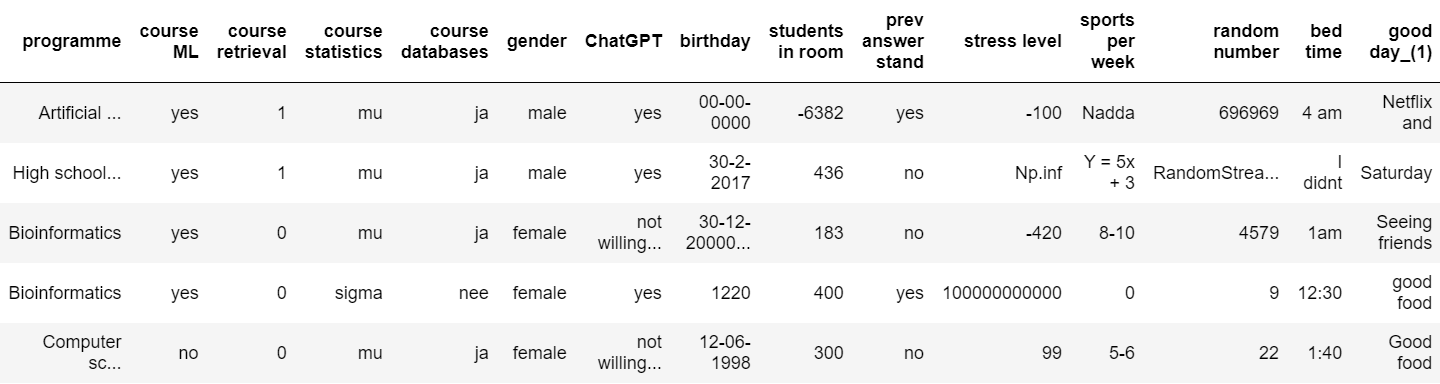 programme course ML course retrieval course statistics course databases gender ChatGPT birthday students in room prev answer stand stress level sports per week random number bed time good day_(1)
Artificial ... yes 1 mu ja male yes 00-00-0000 -6382 yes -100 Nadda 696969 4 am Netflix and
High school... yes 1 mu ja male yes 30-2-2017 436 no Np.inf Y = 5x + 3 RandomStrea... I didnt Saturday
Bioinformatics yes 0 mu ja female not willing... 30-12-20000... 183 no -420 8-10 4579 1am Seeing friends
Bioinformatics yes 0 sigma nee female yes 1220 400 yes 100000000000 0 9 12:30 good food
Computer sc... no 0 mu ja female not willing... 12-06-1998 300 no 99 5-6 22 1:40 Good food